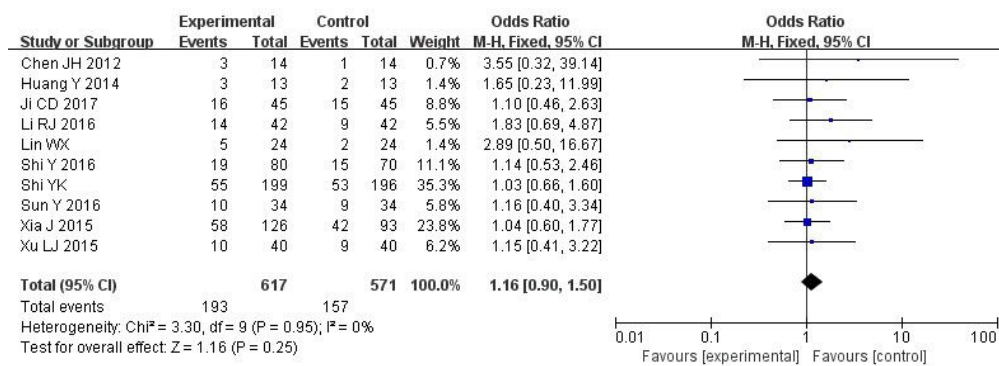 Experimental Control Odds Ratio Odds Ratio
Study or Subgroup Events Total Events Total Weight M-H, Fixed, 95% CI M-H, Fixed, 95% CI
Chen JH 2012 3 14 1 14 0.7% 3.55 [0.32, 39.14]
Huang Y 2014 3 13 2 13 1.4% 1.65 [0.23, 11.99]
Ji CD 2017 16 45 15 45 8.8% 1.10 [0.46, 2.63]
Li RJ 2016 14 42 9 42 5.5% 1.83 [0.69, 4.87]
Lin WX 5 24 2 24 1.4% 2.89 [0.50, 16.67]
Shi Y 2016 19 80 15 70 11.1% 1.14 [0.53, 2.46]
Shi YK 55 199 53 196 35.3% 1.03 [0.66, 1.60]
Sun Y 2016 10 34 9 34 5.8% 1.16 [0.40, 3.34]
Xia J 2015 58 126 42 93 23.8% 1.04 [0.60, 1.77]
Xu LJ 2015 10 40 9 40 6.2% 1.15 [0.41, 3.22]
Total (95% CI) 617 571 100.0% 1.16 [0.90, 1.50]
Total events 193 157
Heterogeneity: Chi² = 3.30, df = 9 (P = 0.95); I² = 0%
Test for overall effect: Z = 1.16 (P = 0.25)
0.01 0.1 1 10 100
Favours [experimental] Favours [control]